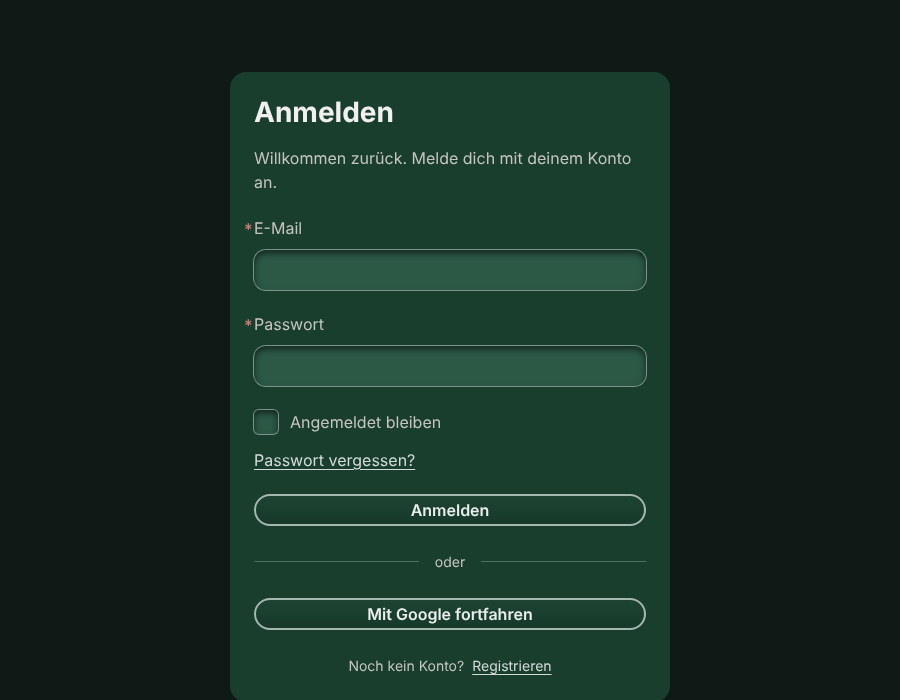 Anmelden
Willkommen zurück. Melde dich mit deinem Konto
an.
*E-Mail
*Passwort
Angemeldet bleiben
Passwort vergessen?
Anmelden
oder
Mit Google fortfahren
Noch kein Konto? Registrieren